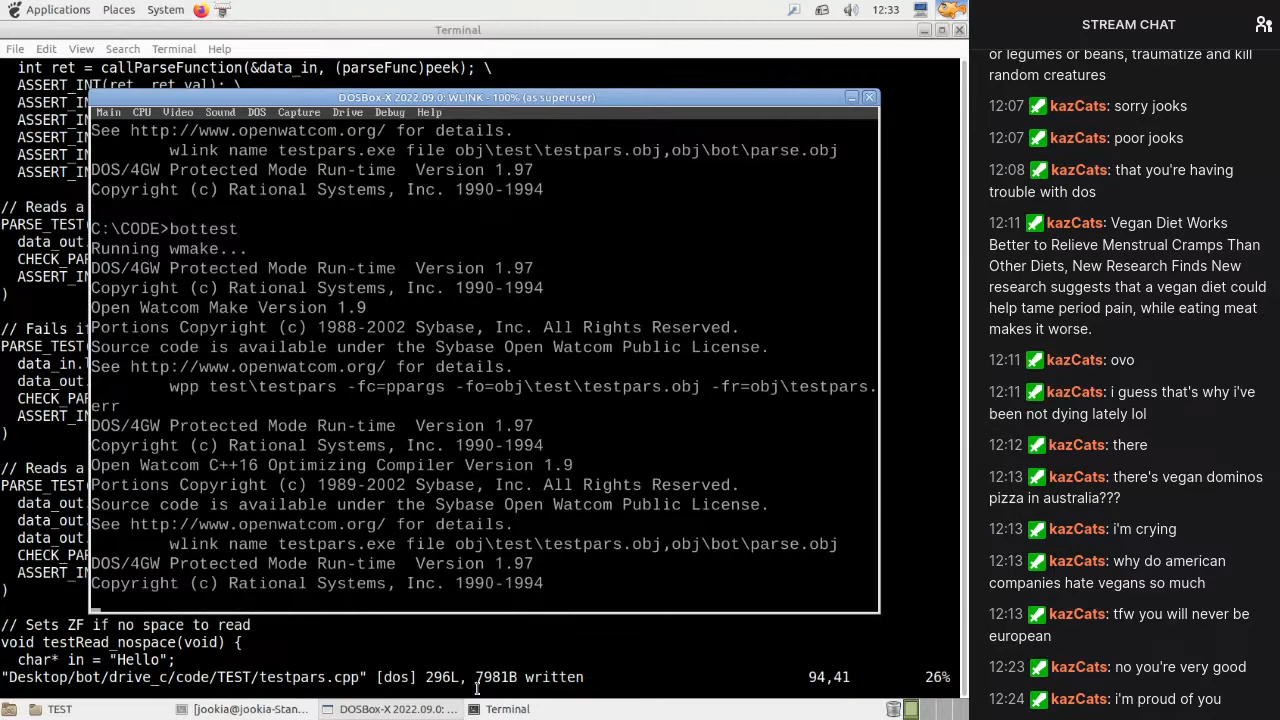 Applications Places System 12:33
Terminal
File Edit View Search Terminal Help
int ret = callParseFunction(&data_in, (parseFunc)peek); \
ASSERT_INT(ret, ret_val); \
ASSERT_I
ASSERT_I
ASSERT_I
ASSERT_I
ASSERT_I
// Reads a
PARSE_TEST(
data_out.
CHECK_PAR
ASSERT_IN
)
// Fails if
PARSE_TEST(
data_in.l
data_out.
CHECK_PAR
ASSERT_IN
)
// Reads a
PARSE_TEST(
data_out.
data_out.
data_out.
CHECK_PAR
ASSERT_IN
)
// Sets ZF if no space to read
void testRead_nospace(void) {
char* in = "Hello";
"Desktop/bot/drive_c/code/TEST/testpars.cpp" [dos] 296L, 7981B written 94,41 26%
DOSBox-X 2022.09.0: WLINK - 100% (as superuser)
Main CPU Video Sound DOS Capture Drive Debug Help
See http://www.openwatcom.org/ for details.
wlink name testpars.exe file obj\test\testpars.obj,obj\bot\parse.obj
DOS/4GW Protected Mode Run-time Version 1.97
Copyright (c) Rational Systems, Inc. 1990-1994
C:\CODE>bottest
Running wmake...
DOS/4GW Protected Mode Run-time Version 1.97
Copyright (c) Rational Systems, Inc. 1990-1994
Open Watcom Make Version 1.9
Portions Copyright (c) 1988-2002 Sybase, Inc. All Rights Reserved.
Source code is available under the Sybase Open Watcom Public License.
See http://www.openwatcom.org/ for details.
wpp test\testpars -fc=ppargs -fo=obj\test\testpars.obj -fr=obj\testpars.
err
DOS/4GW Protected Mode Run-time Version 1.97
Copyright (c) Rational Systems, Inc. 1990-1994
Open Watcom C++16 Optimizing Compiler Version 1.9
Portions Copyright (c) 1989-2002 Sybase, Inc. All Rights Reserved.
Source code is available under the Sybase Open Watcom Public License.
See http://www.openwatcom.org/ for details.
wlink name testpars.exe file obj\test\testpars.obj,obj\bot\parse.obj
DOS/4GW Protected Mode Run-time Version 1.97
Copyright (c) Rational Systems, Inc. 1990-1994
TEST [jookia@jookia-Stan... DOSBox-X 2022.09.0: ... Terminal
STREAM CHAT
or legumes or beans, traumatize and kill
random creatures
12:07 kazCats: sorry jooks
12:07 kazCats: poor jooks
12:08 kazCats: that you're having
trouble with dos
12:11 kazCats: Vegan Diet Works
Better to Relieve Menstrual Cramps Than
Other Diets, New Research Finds New
research suggests that a vegan diet could
help tame period pain, while eating meat
makes it worse.
12:11 kazCats: ovo
12:11 kazCats: i guess that's why i've
been not dying lately lol
12:12 kazCats: there
12:13 kazCats: there's vegan dominos
pizza in australia???
12:13 kazCats: i'm crying
12:13 kazCats: why do american
companies hate vegans so much
12:13 kazCats: tfw you will never be
european
12:23 kazCats: no you're very good
12:24 kazCats: i'm proud of you